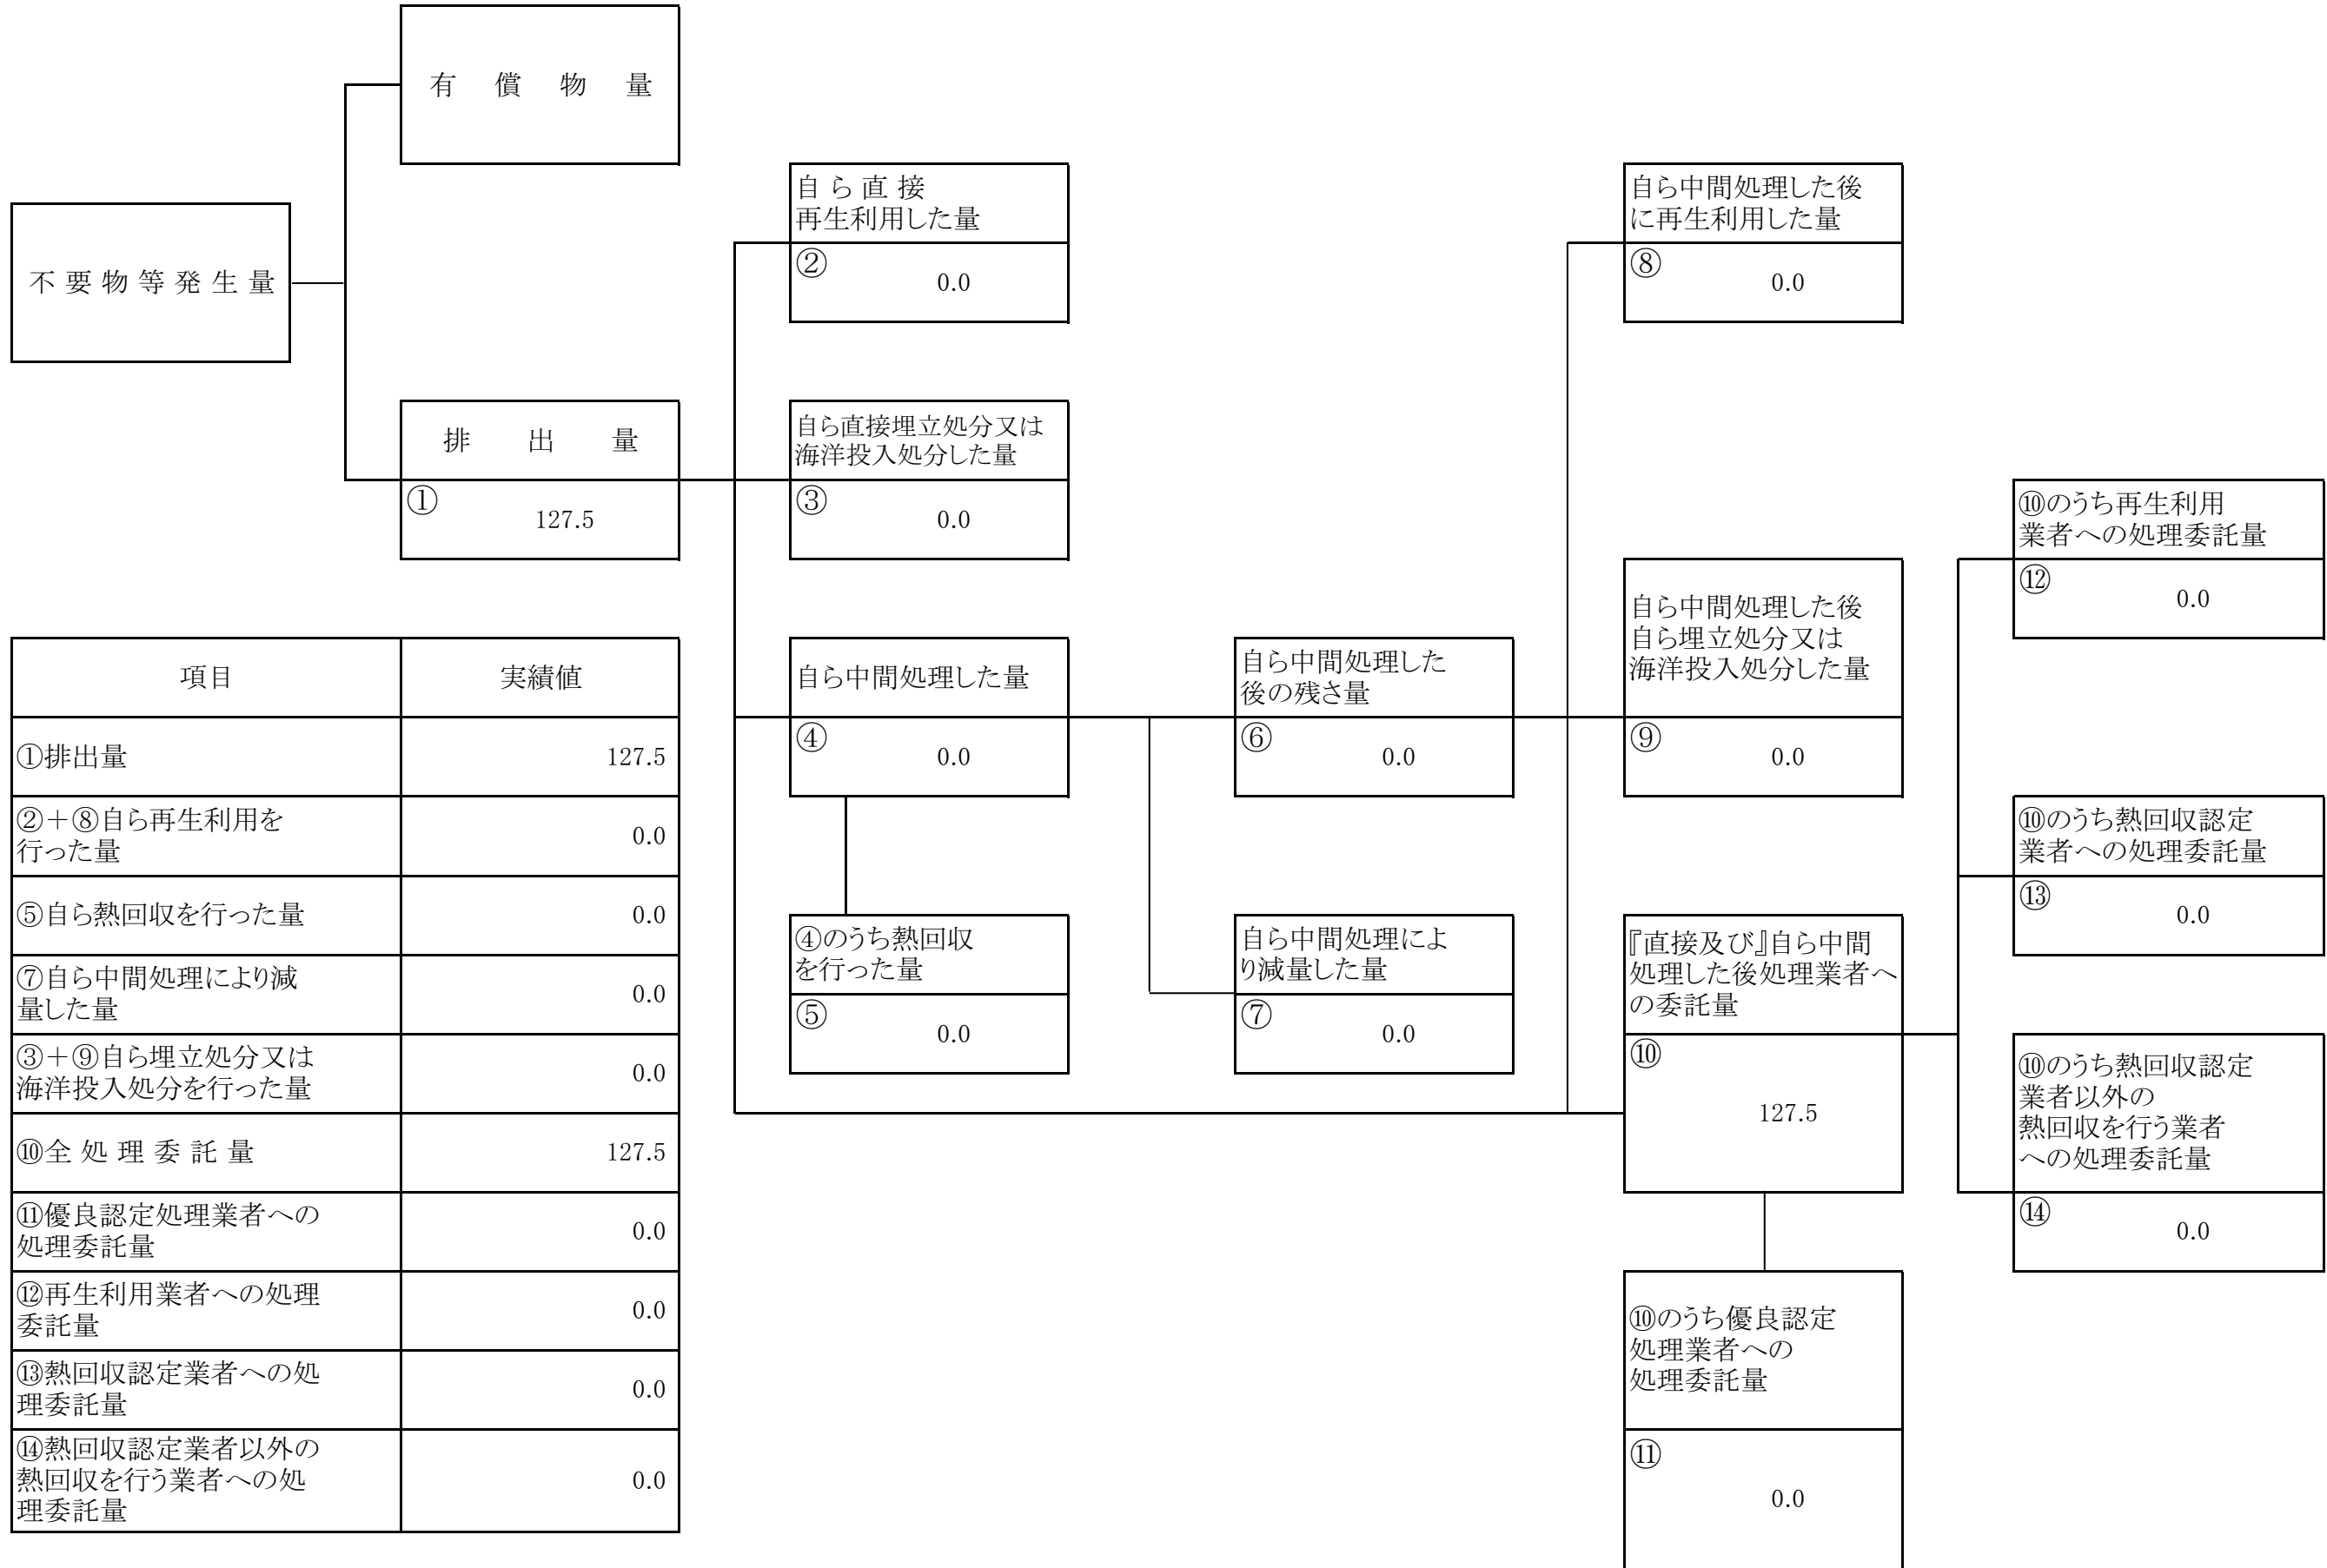 有　償　物　量
不 要 物 等 発 生 量
排　　出　　量
①
127.5
自 ら 直 接
再生利用した量
②
0.0
自ら直接埋立処分又は
海洋投入処分した量
③
0.0
自ら中間処理した量
④
0.0
④のうち熱回収
を行った量
⑤
0.0
自ら中間処理した
後の残さ量
⑥
0.0
自ら中間処理によ
り減量した量
⑦
0.0
自ら中間処理した後
に再生利用した量
⑧
0.0
自ら中間処理した後
自ら埋立処分又は
海洋投入処分した量
⑨
0.0
『直接及び』自ら中間
処理した後処理業者へ
の委託量
⑩
127.5
⑩のうち優良認定
処理業者への
処理委託量
⑪
0.0
⑩のうち再生利用
業者への処理委託量
⑫
0.0
⑩のうち熱回収認定
業者への処理委託量
⑬
0.0
⑩のうち熱回収認定
業者以外の
熱回収を行う業者
への処理委託量
⑭
0.0
項目 実績値
①排出量 127.5
②＋⑧自ら再生利用を
行った量
0.0
⑤自ら熱回収を行った量 0.0
⑦自ら中間処理により減
量した量
0.0
③＋⑨自ら埋立処分又は
海洋投入処分を行った量
0.0
⑩全 処 理 委 託 量 127.5
⑪優良認定処理業者への
処理委託量
0.0
⑫再生利用業者への処理
委託量
0.0
⑬熱回収認定業者への処
理委託量
0.0
⑭熱回収認定業者以外の
熱回収を行う業者への処
理委託量
0.0